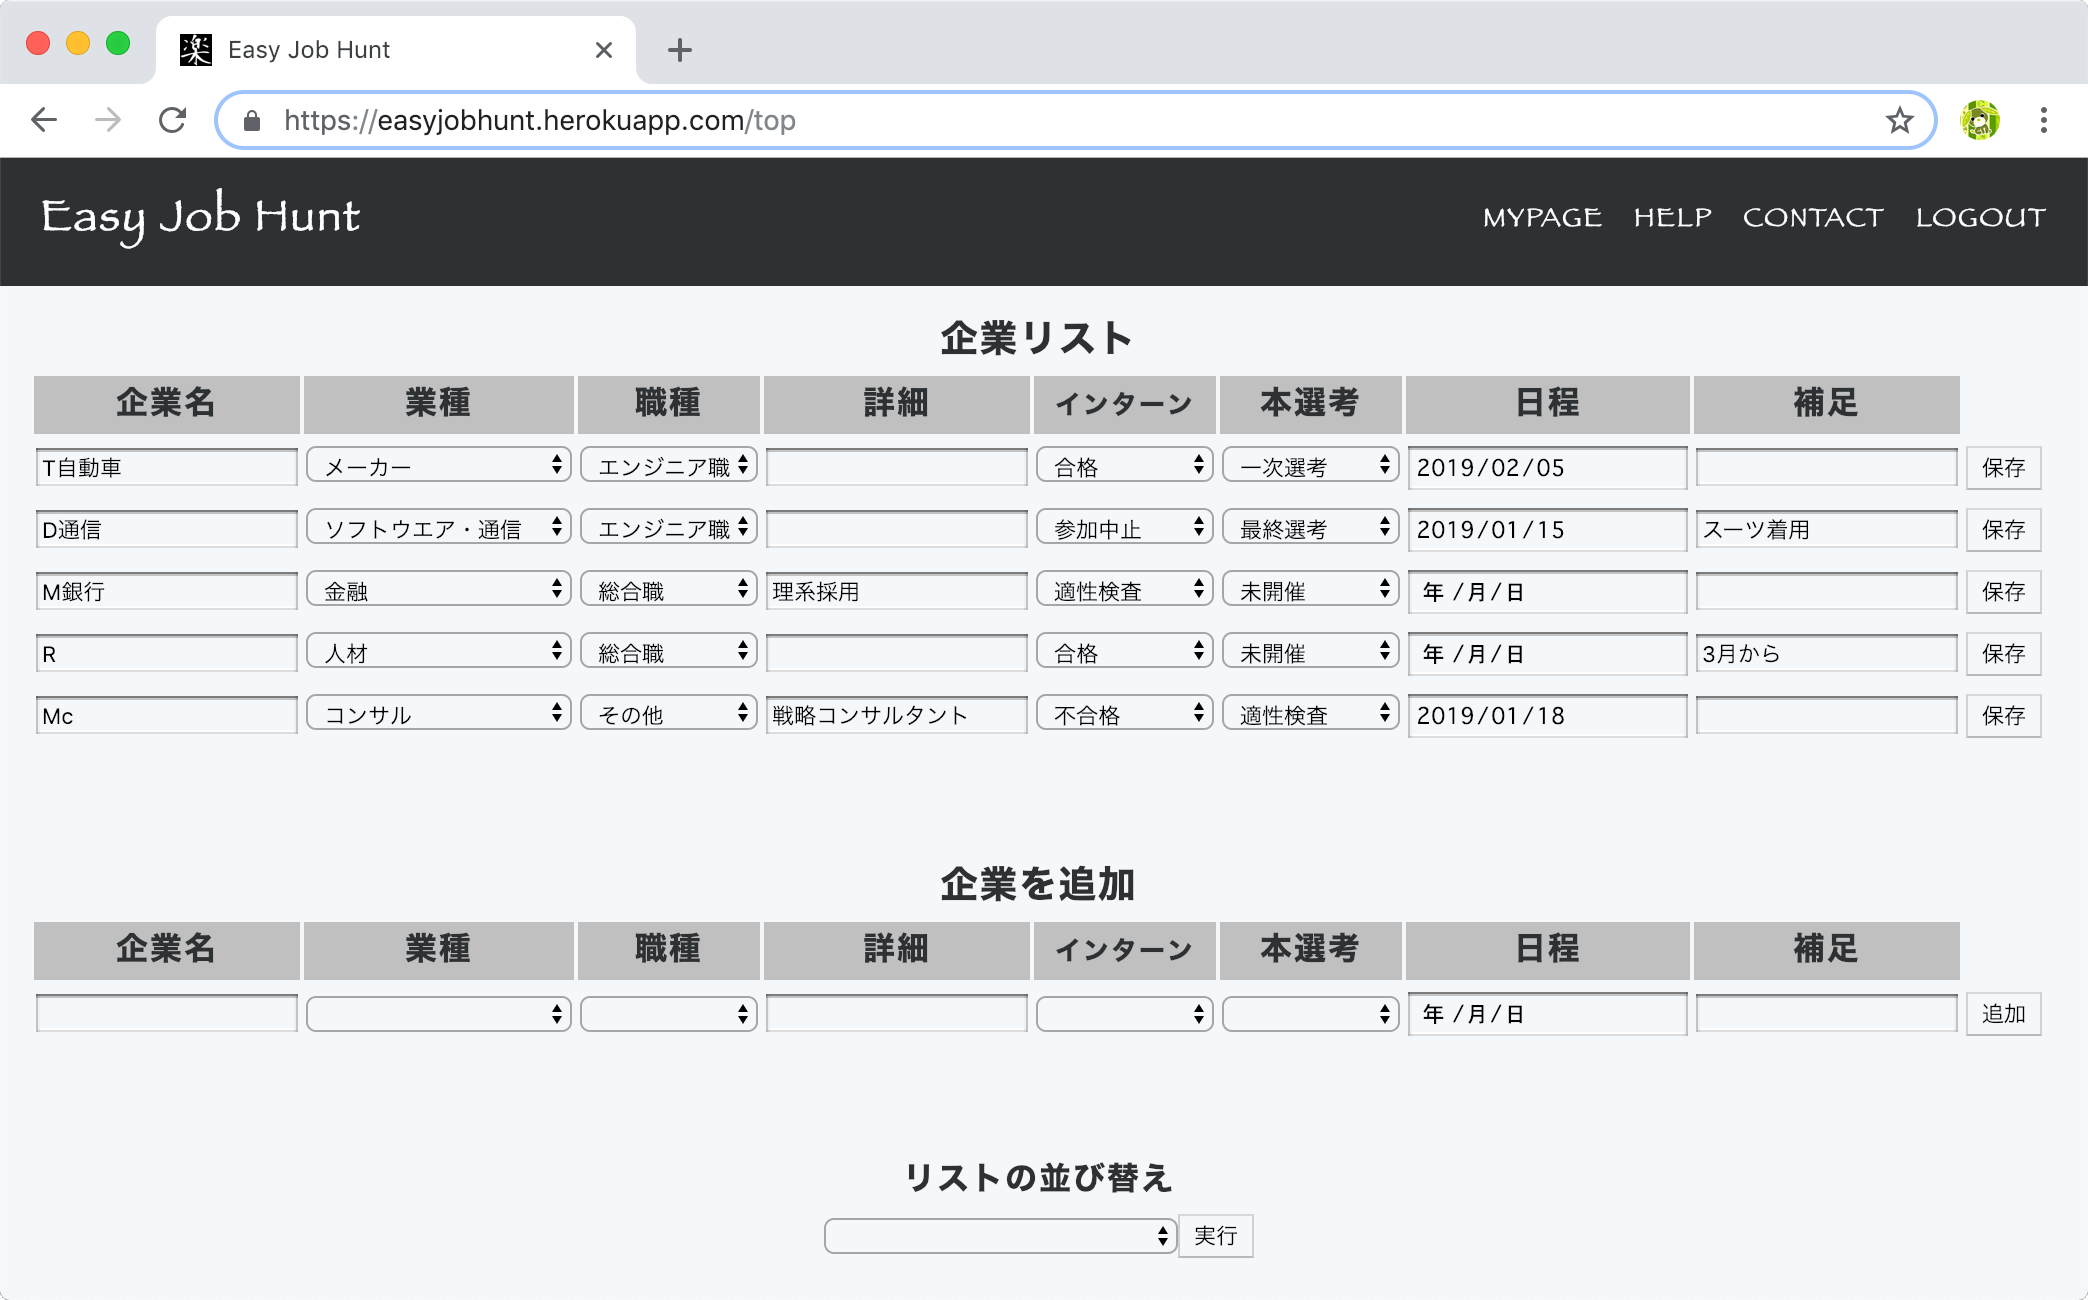 楽 Easy Job Hunt
https://easyjobhunt.herokuapp.com/top
Easy Job Hunt MYPAGE HELP CONTACT LOGOUT
企業リスト
企業名 業種 職種 詳細 インターン 本選考 日程 補足
T自動車 メーカー エンジニア職 合格 一次選考 2019/02/05 保存
D通信 ソフトウエア・通信 エンジニア職 参加中止 最終選考 2019/01/15 スーツ着用 保存
M銀行 金融 総合職 理系採用 適性検査 未開催 年 /月/日 保存
R 人材 総合職 合格 未開催 年 /月/日 3月から 保存
Mc コンサル その他 戦略コンサルタント 不合格 適性検査 2019/01/18 保存
企業を追加
企業名 業種 職種 詳細 インターン 本選考 日程 補足
年 /月/日 追加
リストの並び替え
実行